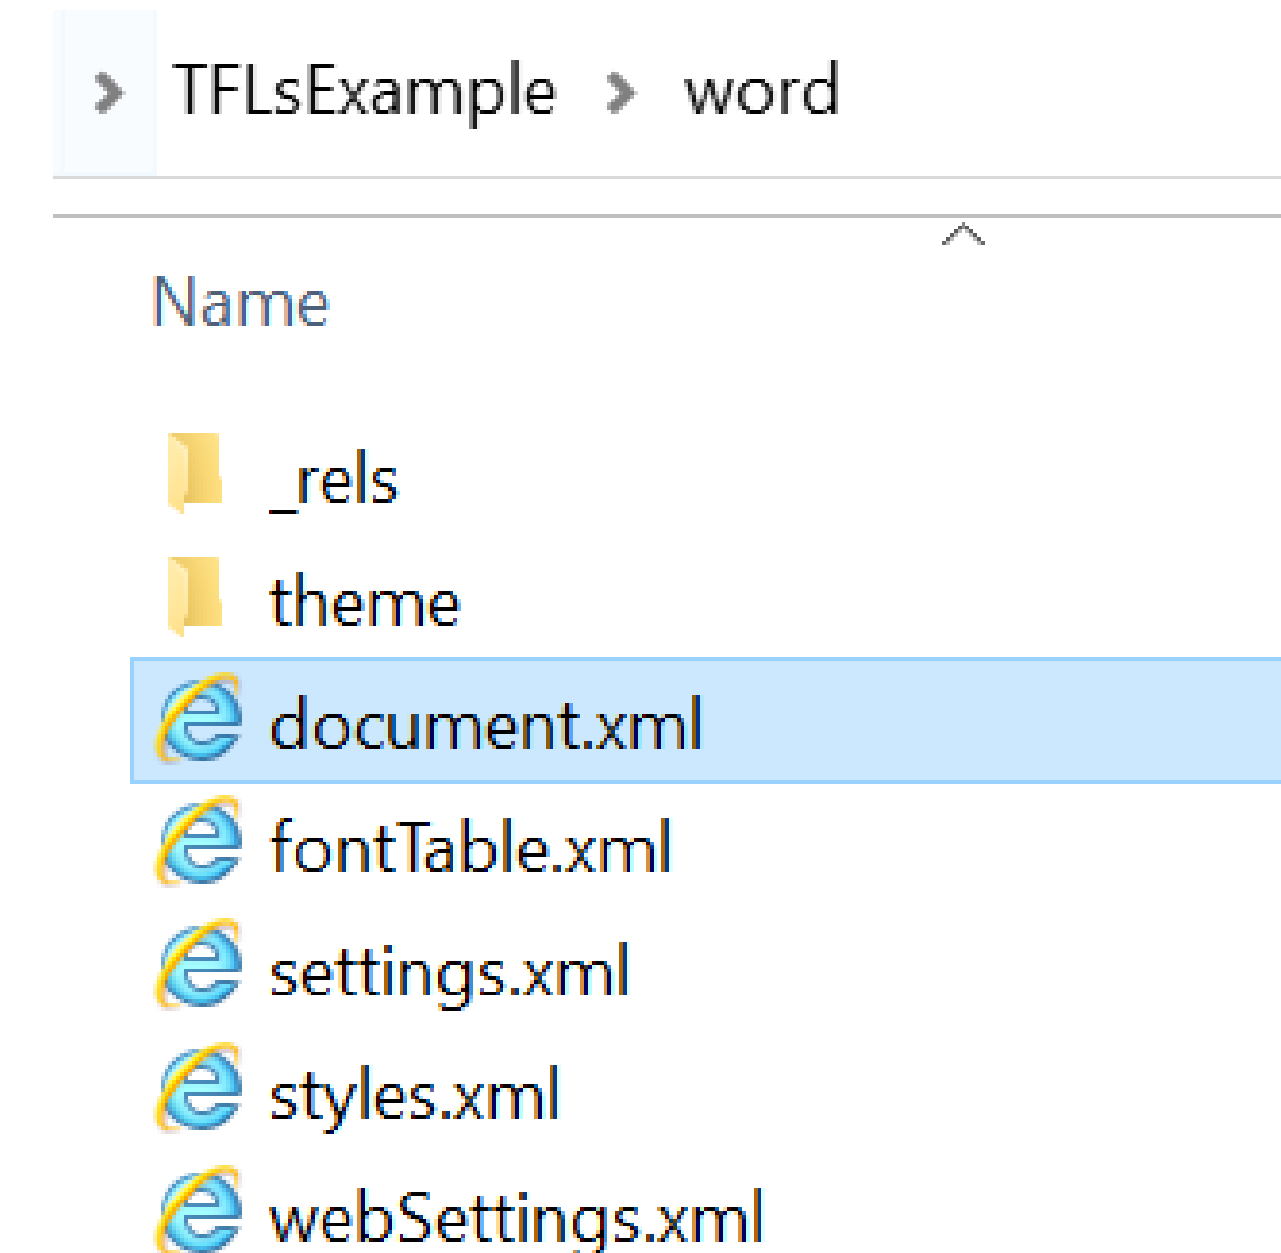 TFLsExample word
Name
_rels
theme
document.xml
fontTable.xml
settings.xml
styles.xml
webSettings.xml